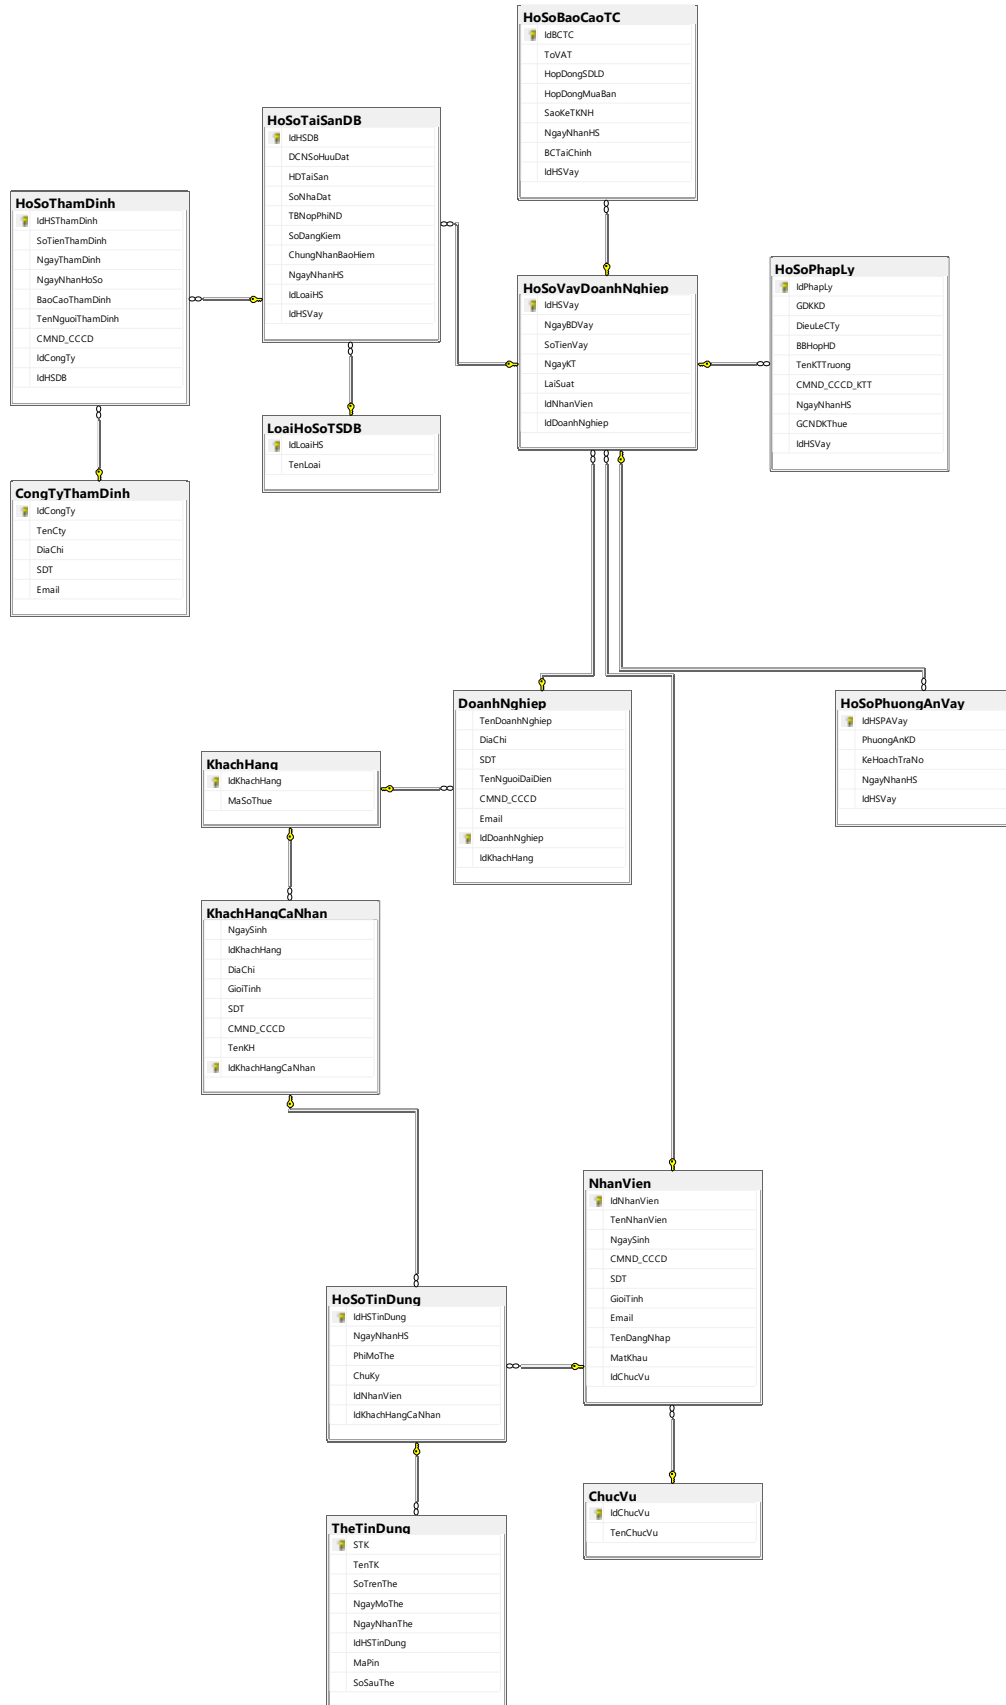 HoSoBaoCaoTC
IdBCTC
ToVAT
HopDongSDLD
HopDongMuaBan
SaoKeTKNH
NgayNhanHS
BCTaiChinh
IdHSVay
HoSoTaiSanDB
IdHSDB
DCNSoHuuDat
HDTaiSan
SoNhaDat
TBNopPhiND
SoDangKiem
ChungNhanBaoHiem
NgayNhanHS
IdLoaiHS
IdHSVay
HoSoThamDinh
IdHSThamDinh
SoTienThamDinh
NgayThamDinh
NgayNhanHoSo
BaoCaoThamDinh
TenNguoiThamDinh
CMND_CCCD
IdCongTy
IdHSDB
HoSoVayDoanhNghiep
IdHSVay
NgayBDVay
SoTienVay
NgayKT
LaiSuat
IdNhanVien
IdDoanhNghiep
HoSoPhapLy
IdPhapLy
GDKKD
DieuLeCTy
BBHopHD
TenKTTruong
CMND_CCCD_KTT
NgayNhanHS
GCNDKThue
IdHSVay
LoaiHoSoTSDB
IdLoaiHS
TenLoai
CongTyThamDinh
IdCongTy
TenCty
DiaChi
SDT
Email
DoanhNghiep
TenDoanhNghiep
DiaChi
SDT
TenNguoiDaiDien
CMND_CCCD
Email
IdDoanhNghiep
IdKhachHang
HoSoPhuongAnVay
IdHSPAVay
PhuongAnKD
KeHoachTraNo
NgayNhanHS
IdHSVay
KhachHang
IdKhachHang
MaSoThue
KhachHangCaNhan
NgaySinh
IdKhachHang
DiaChi
GioiTinh
SDT
CMND_CCCD
TenKH
IdKhachHangCaNhan
NhanVien
IdNhanVien
TenNhanVien
NgaySinh
CMND_CCCD
SDT
GioiTinh
Email
TenDangNhap
MatKhau
IdChucVu
HoSoTinDung
IdHSTinDung
NgayNhanHS
PhiMoThe
ChuKy
IdNhanVien
IdKhachHangCaNhan
ChucVu
IdChucVu
TenChucVu
TheTinDung
STK
TenTK
SoTrenThe
NgayMoThe
NgayNhanThe
IdHSTinDung
MaPin
SoSauThe